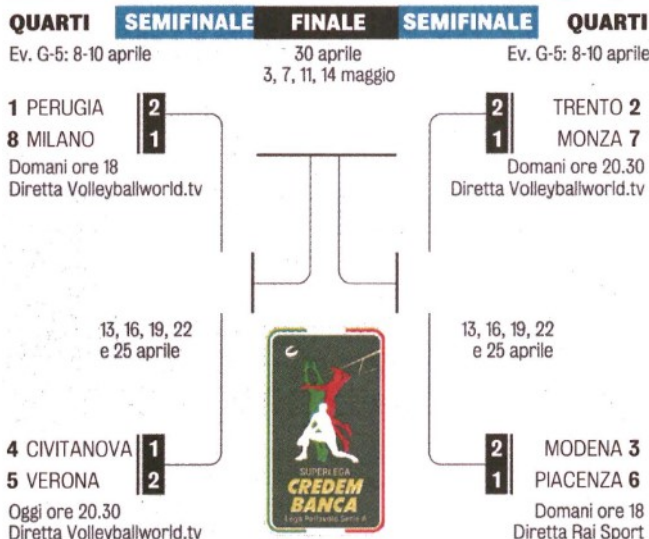 QUARTI SEMIFINALE FINALE SEMIFINALE QUARTI
Ev. G-5: 8-10 aprile
30 aprile
3, 7, 11, 14 maggio
Ev. G-5: 8-10 aprile
1 PERUGIA 2
8 MILANO 1
Domani ore 18
Diretta Volleyballworld.tv
2 TRENTO 2
1 MONZA 7
Domani ore 20.30
Diretta Volleyballworld.tv
13, 16, 19, 22
e 25 aprile
13, 16, 19, 22
e 25 aprile
4 CIVITANOVA 1
5 VERONA 2
Oggi ore 20.30
Diretta Volleyballworld.tv
SUPERLEGA
CREDEM
BANCA
Lega Pallavolo Serie A
2 MODENA 3
1 PIACENZA 6
Domani ore 18
Diretta Rai Sport